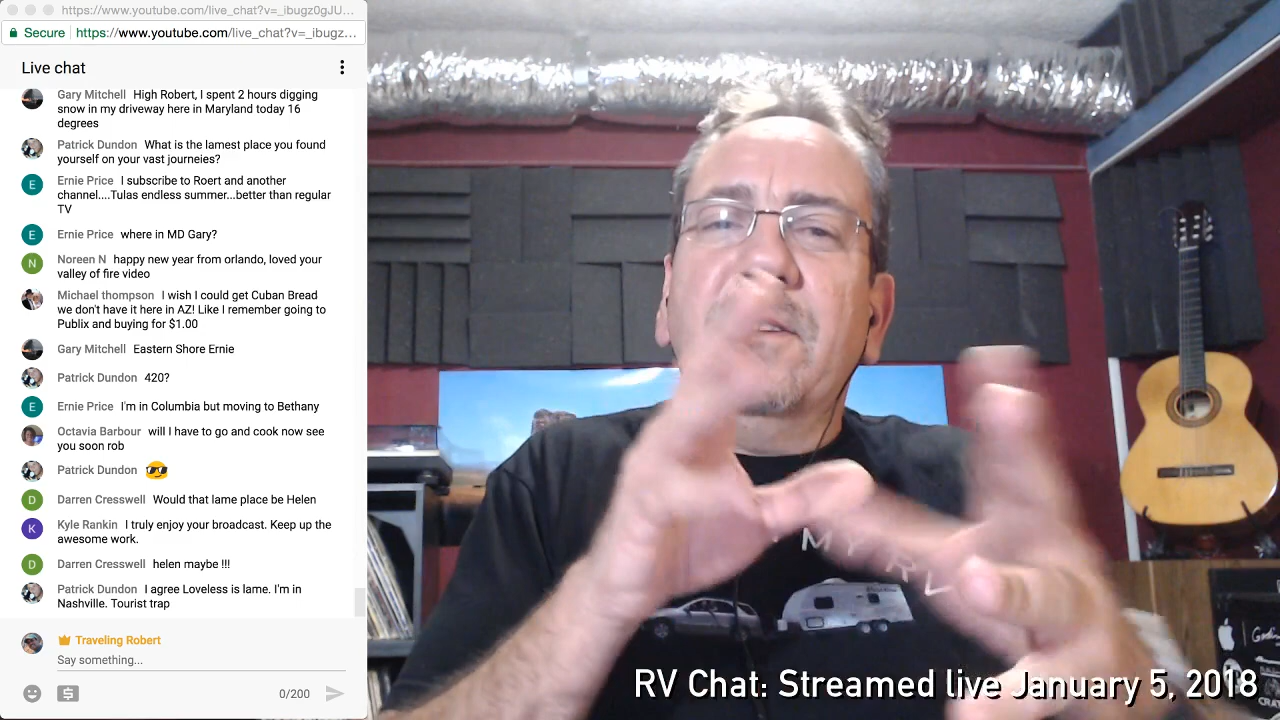 https://www.youtube.com/live_chat?v=_ibugz0gJU...
Secure https://www.youtube.com/live_chat?v=_ibugz...
Live chat
Gary Mitchell High Robert, I spent 2 hours digging
snow in my driveway here in Maryland today 16
degrees
Patrick Dundon What is the lamest place you found
yourself on your vast journeies?
E Ernie Price I subscribe to Roert and another
channel....Tulas endless summer...better than regular
TV
E Ernie Price where in MD Gary?
N Noreen N happy new year from orlando, loved your
valley of fire video
Michael thompson I wish I could get Cuban Bread
we don't have it here in AZ! Like I remember going to
Publix and buying for $1.00
Gary Mitchell Eastern Shore Ernie
Patrick Dundon 420?
E Ernie Price I'm in Columbia but moving to Bethany
Octavia Barbour will I have to go and cook now see
you soon rob
Patrick Dundon 😎
D Darren Cresswell Would that lame place be Helen
K Kyle Rankin I truly enjoy your broadcast. Keep up the
awesome work.
D Darren Cresswell helen maybe !!!
Patrick Dundon I agree Loveless is lame. I'm in
Nashville. Tourist trap
Traveling Robert
Say something...
0/200
MY RV
RV Chat: Streamed live January 5, 2018